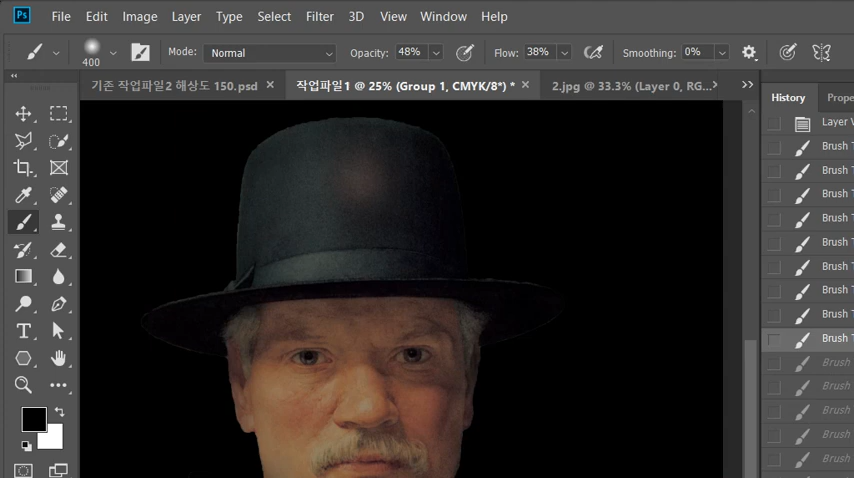 Ps File Edit Image Layer Type Select Filter 3D View Window Help
400 Mode: Normal Opacity: 48% Flow: 38% Smoothing: 0%
기존 작업파일2 해상도 150.psd × 작업파일1 @ 25% (Group 1, CMYK/8*) * × 2.jpg @ 33.3% (Layer 0, RG...
History Prope
Layer V
Brush T
Brush T
Brush T
Brush T
Brush T
Brush T
Brush T
Brush T
Brush T
Brush
Brush
Brush
Brush
Brush